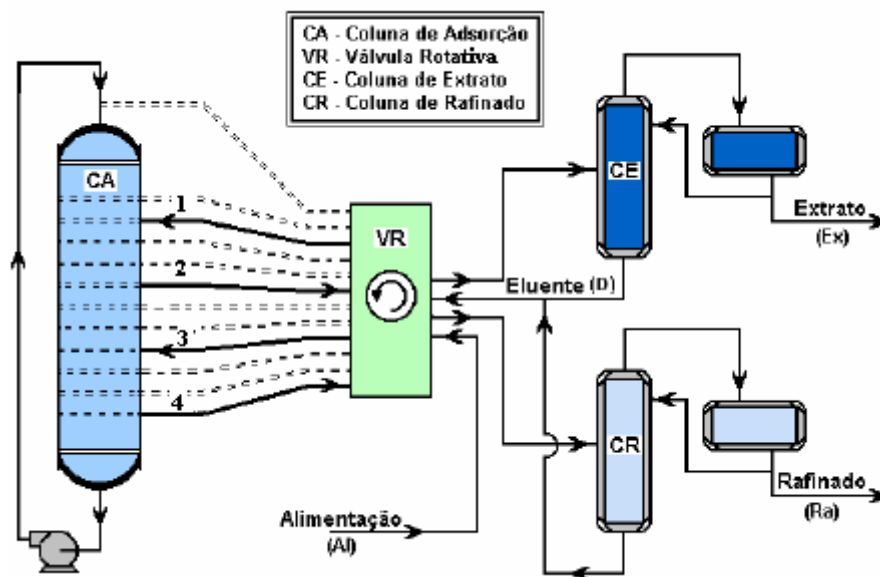 CA - Coluna de Adsorção
VR - Válvula Rotativa
CE - Coluna de Extrato
CR - Coluna de Rafinado
CA
1
VR
CE
2
Extrato
(Ex)
Eluente (D)
3
4
CR
Alimentação
(Al)
Rafinado
(Ra)